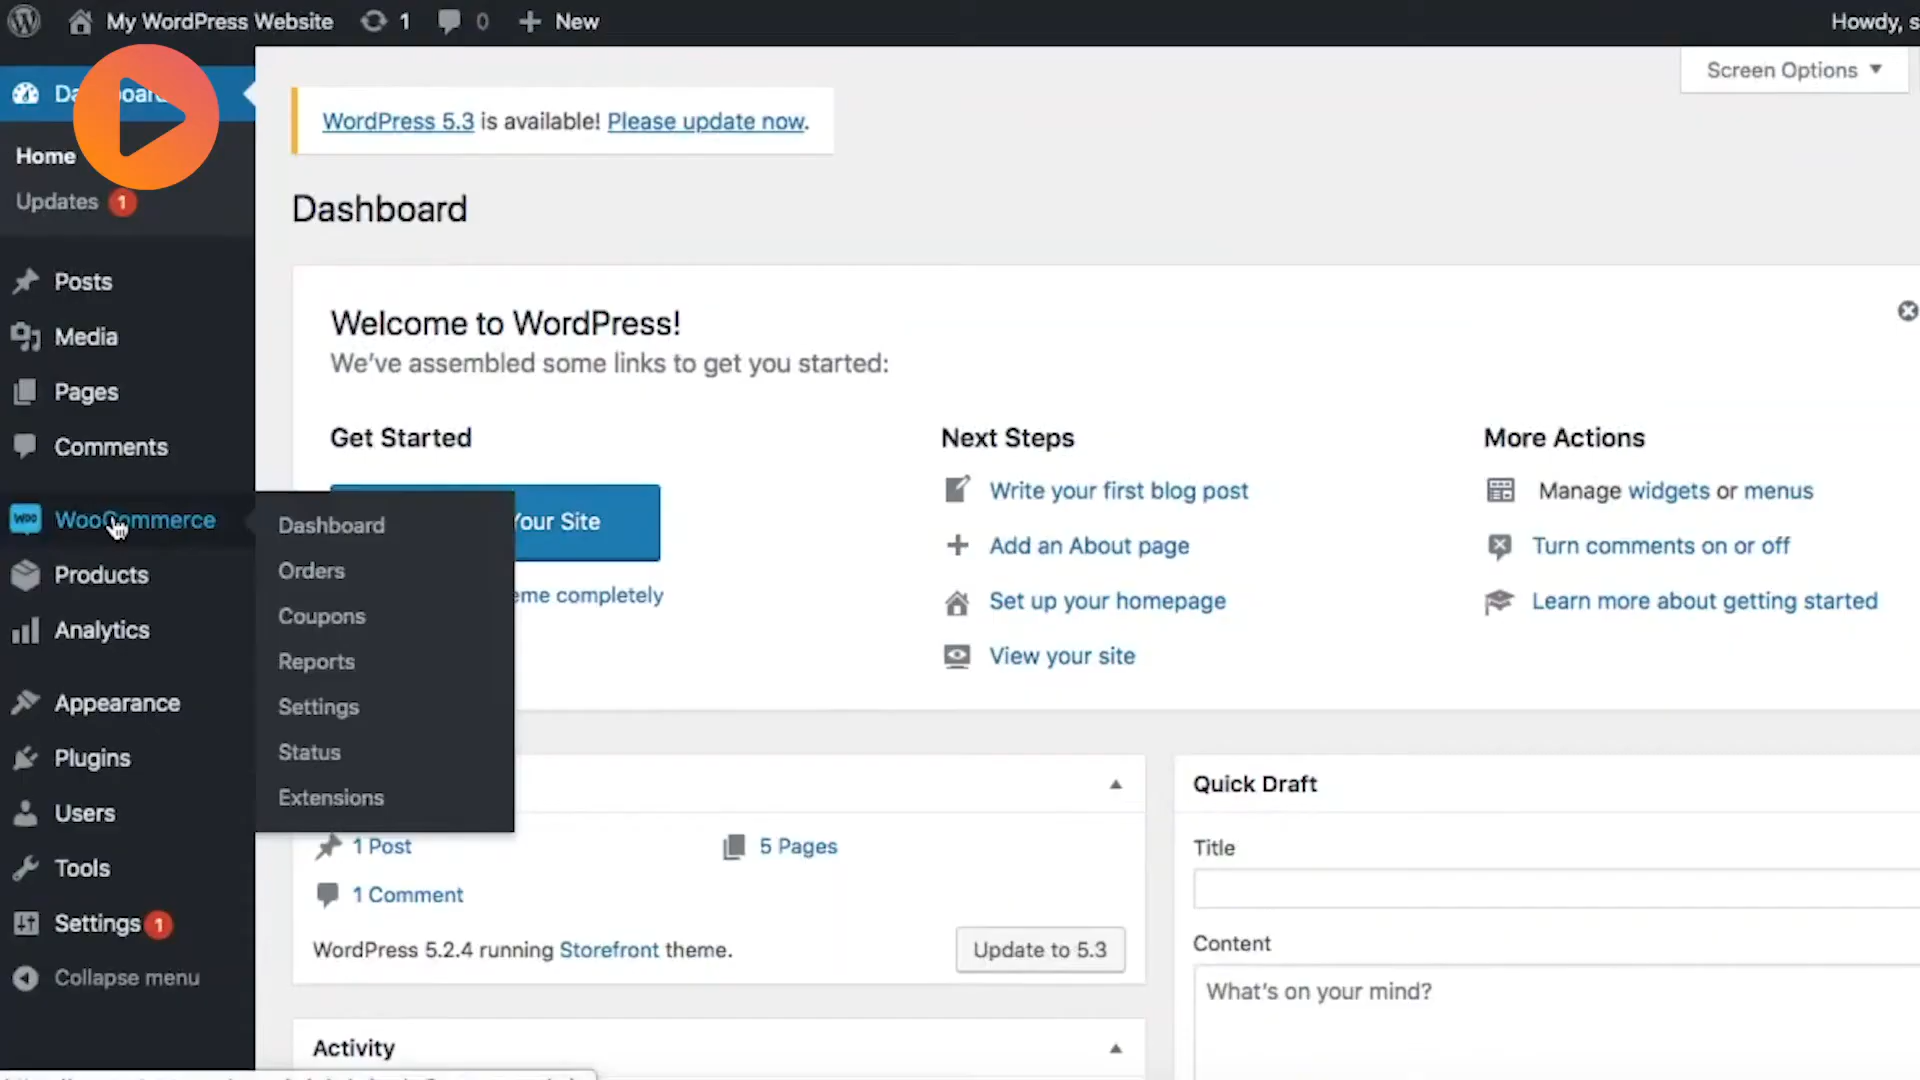 My WordPress Website 1 0 New
Howdy, s
Screen Options
Home
Updates 1
Posts
Media
Pages
Comments
WooCommerce
Products
Analytics
Appearance
Plugins
Users
Tools
Settings 1
Collapse menu
Dashboard
Orders
Coupons
Reports
Settings
Status
Extensions
WordPress 5.3 is available! Please update now.
Dashboard
Welcome to WordPress!
We've assembled some links to get you started:
Get Started
Your Site
completely
Next Steps
Write your first blog post
Add an About page
Set up your homepage
View your site
More Actions
Manage widgets or menus
Turn comments on or off
Learn more about getting started
1 Post
5 Pages
1 Comment
WordPress 5.2.4 running Storefront theme.
Update to 5.3
Activity
Quick Draft
Title
Content
What's on your mind?